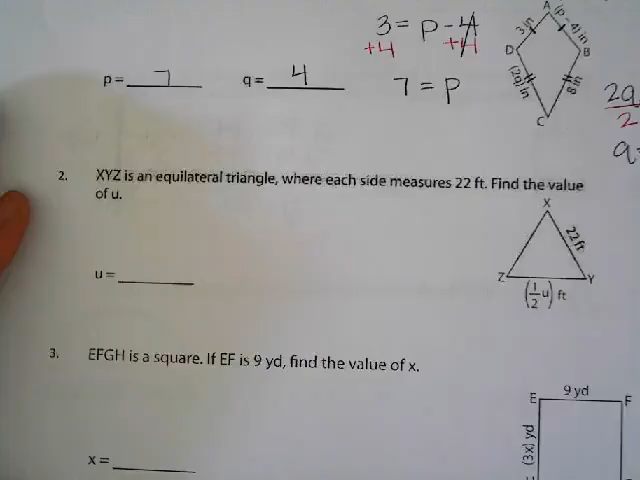 3 = p - 4
+4 +4
7 = p
p = 7
q = 4
A
3 in
(p - 4) in
D
B
(2q) in
8 in
C
2q
2
q
2. XYZ is an equilateral triangle, where each side measures 22 ft. Find the value
of u.
X
22 ft
Z
Y
(1/2 u) ft
u =
3. EFGH is a square. If EF is 9 yd, find the value of x.
9 yd
E
F
(3x) yd
x =